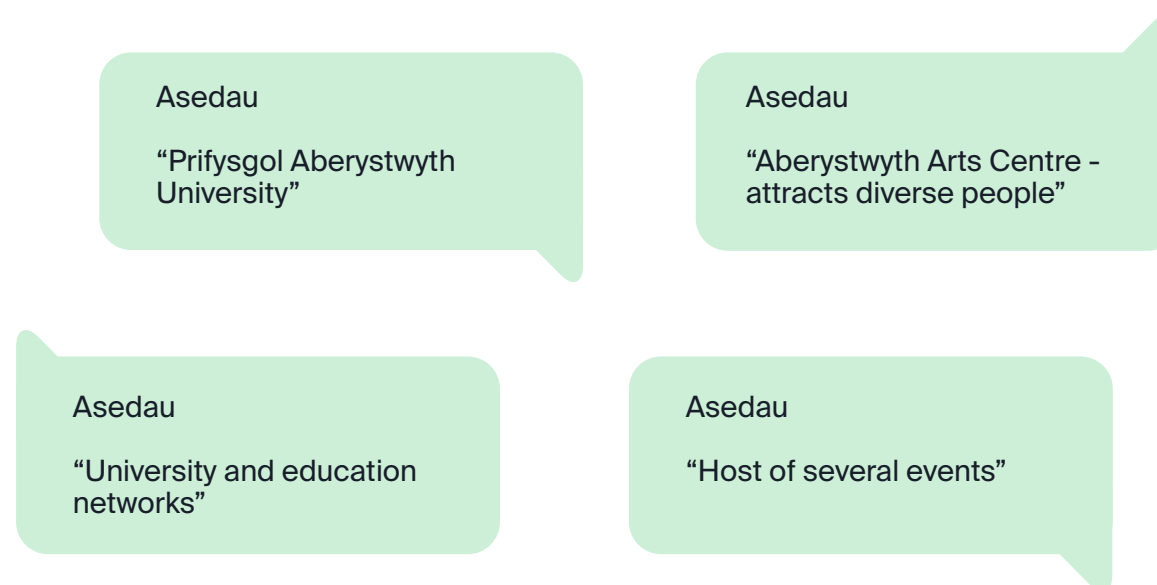 Asedau
“Prifysgol Aberystwyth
University”
Asedau
“Aberystwyth Arts Centre -
attracts diverse people”
Asedau
“University and education
networks”
Asedau
“Host of several events”